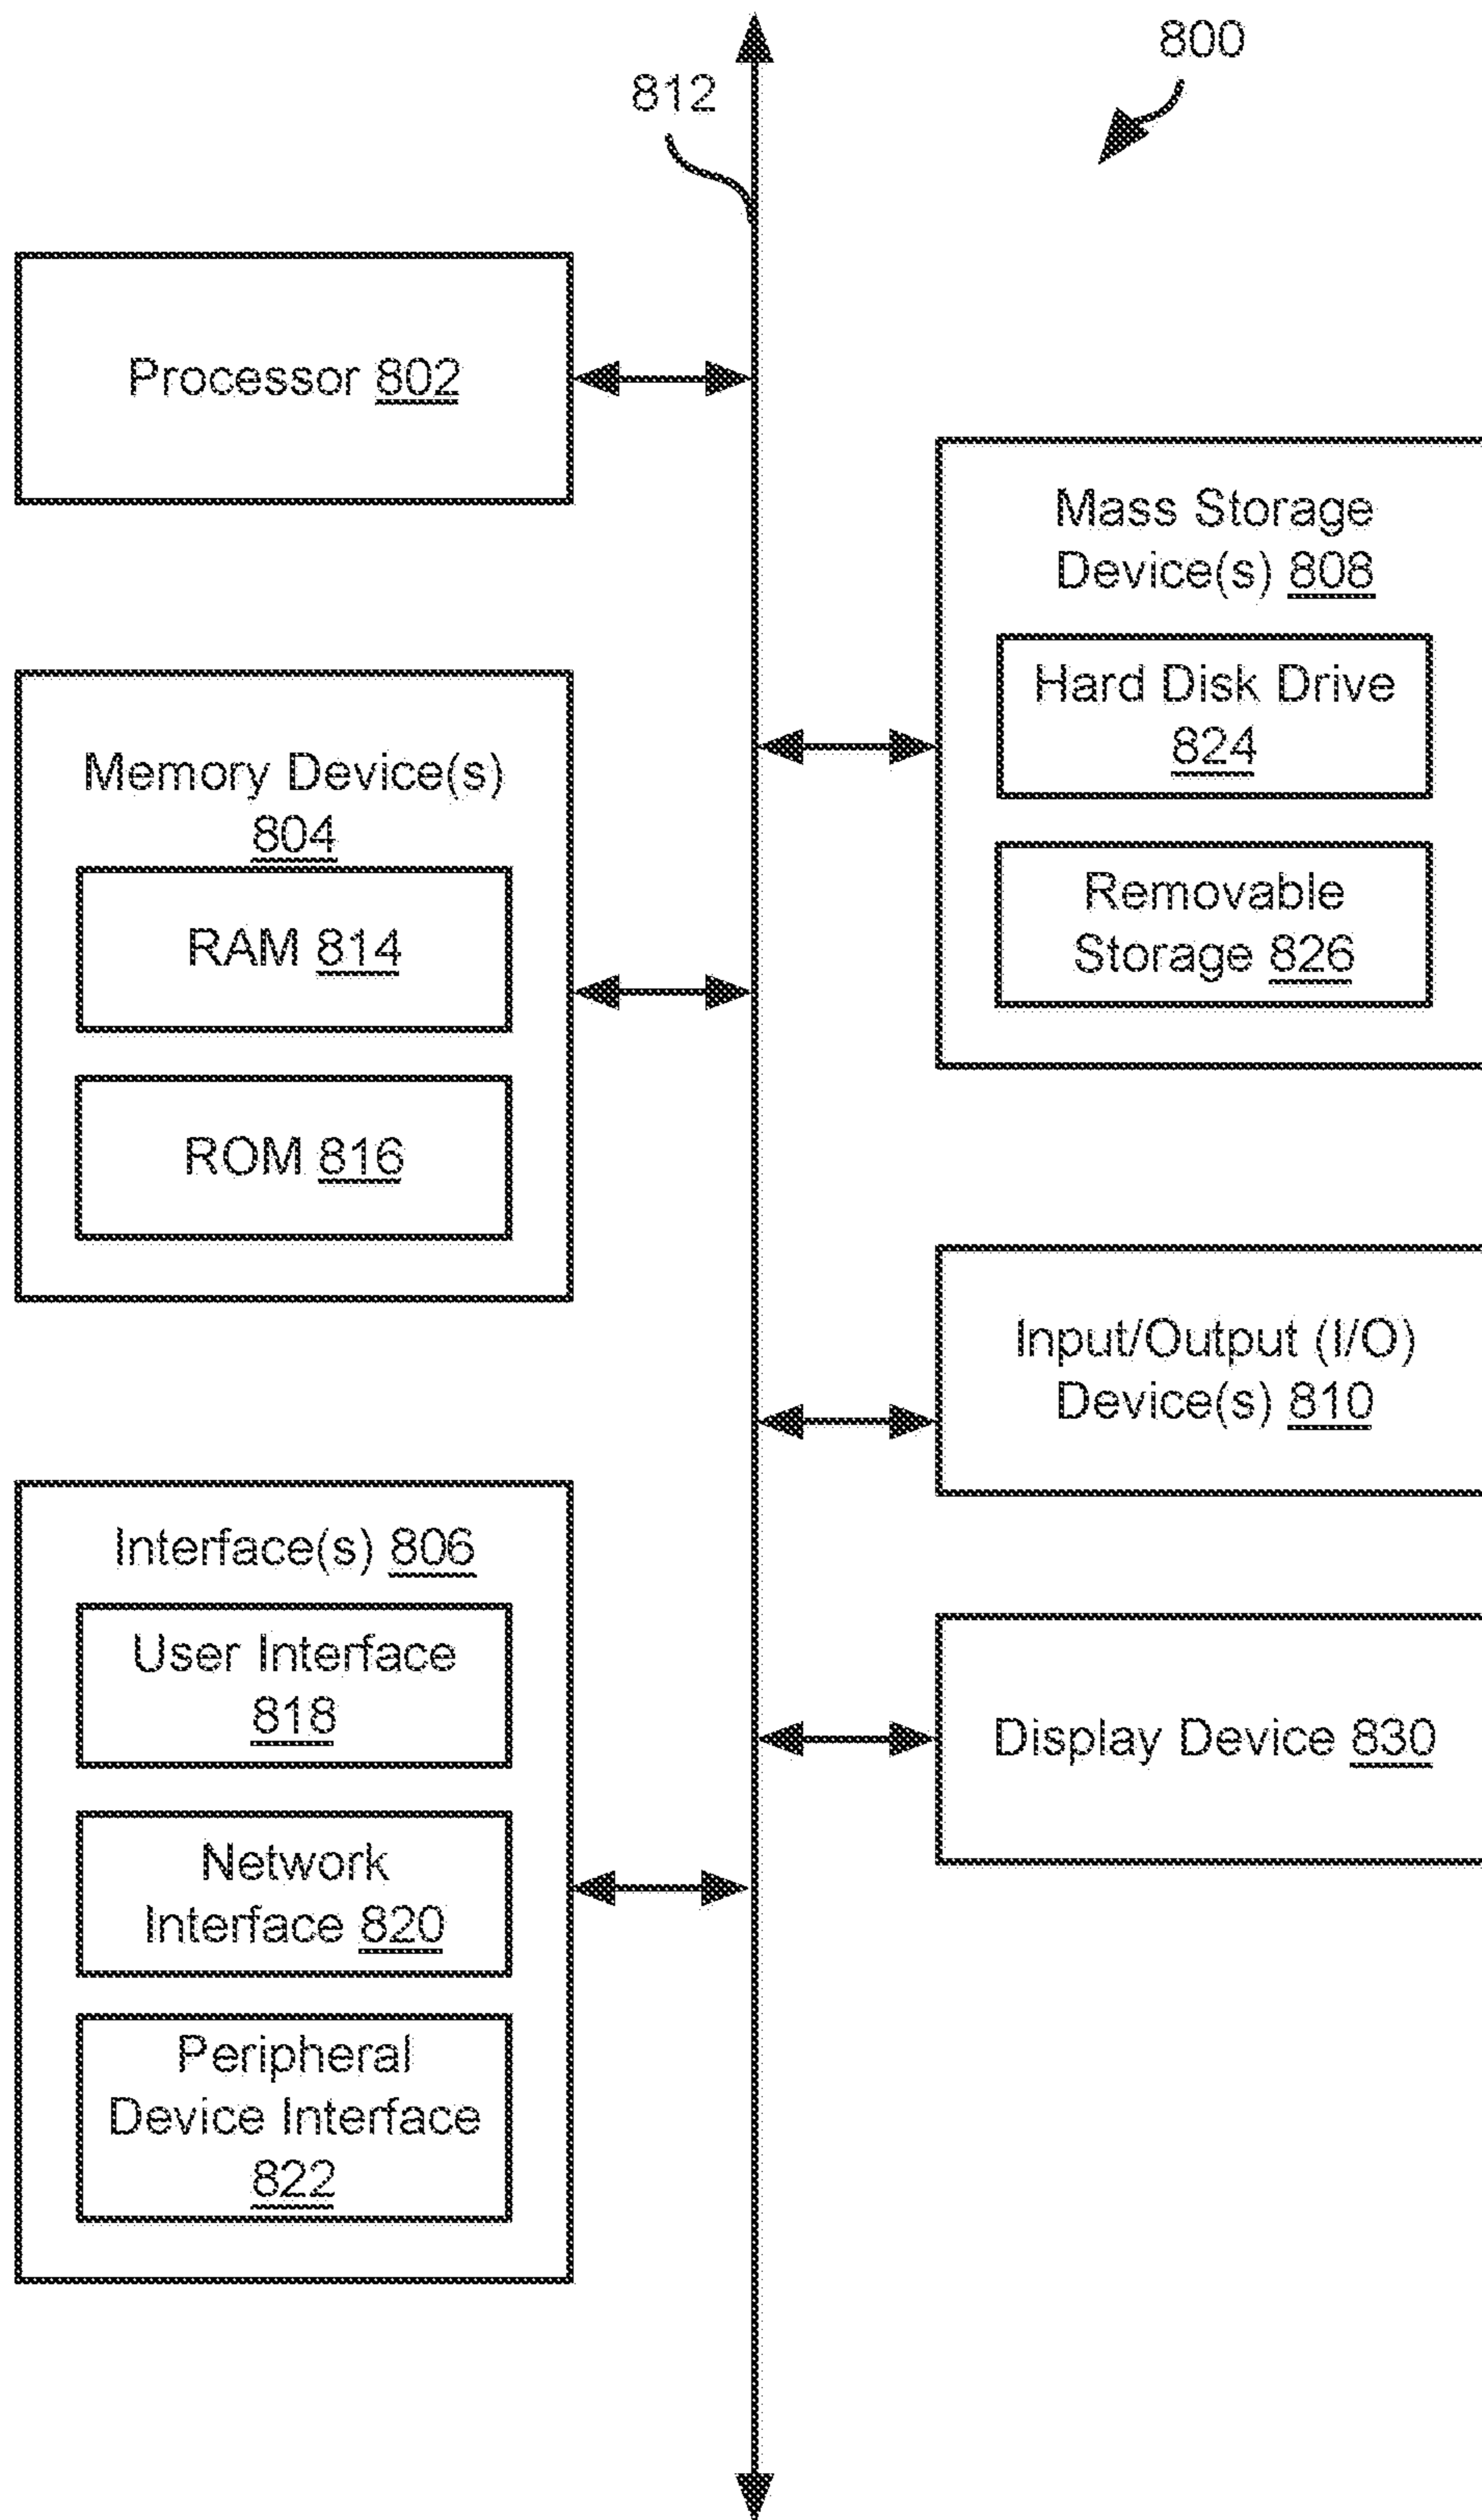 800
812
Processor 802
Mass Storage
Device(s) 808
Hard Disk Drive
824
Removable
Storage 826
Memory Device(s)
804
RAM 814
ROM 816
Input/Output (I/O)
Device(s) 810
Interface(s) 806
User Interface
818
Network
Interface 820
Peripheral
Device Interface
822
Display Device 830